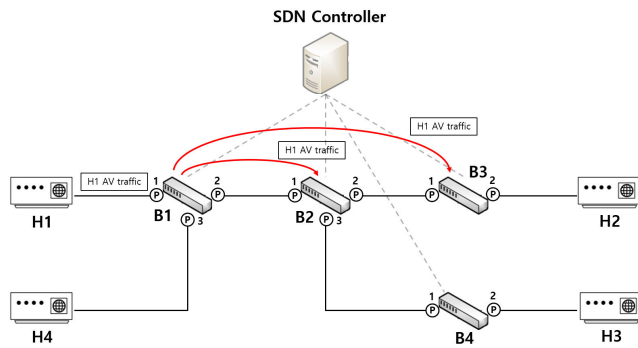 SDN Controller
H1 AV traffic
H1 AV traffic
H1 AV traffic
B3
1 2 1 2 1 2
P P P P P P
H1 B1 P 3 B2 P 3 H2
1 2
H4 P B4 P H3